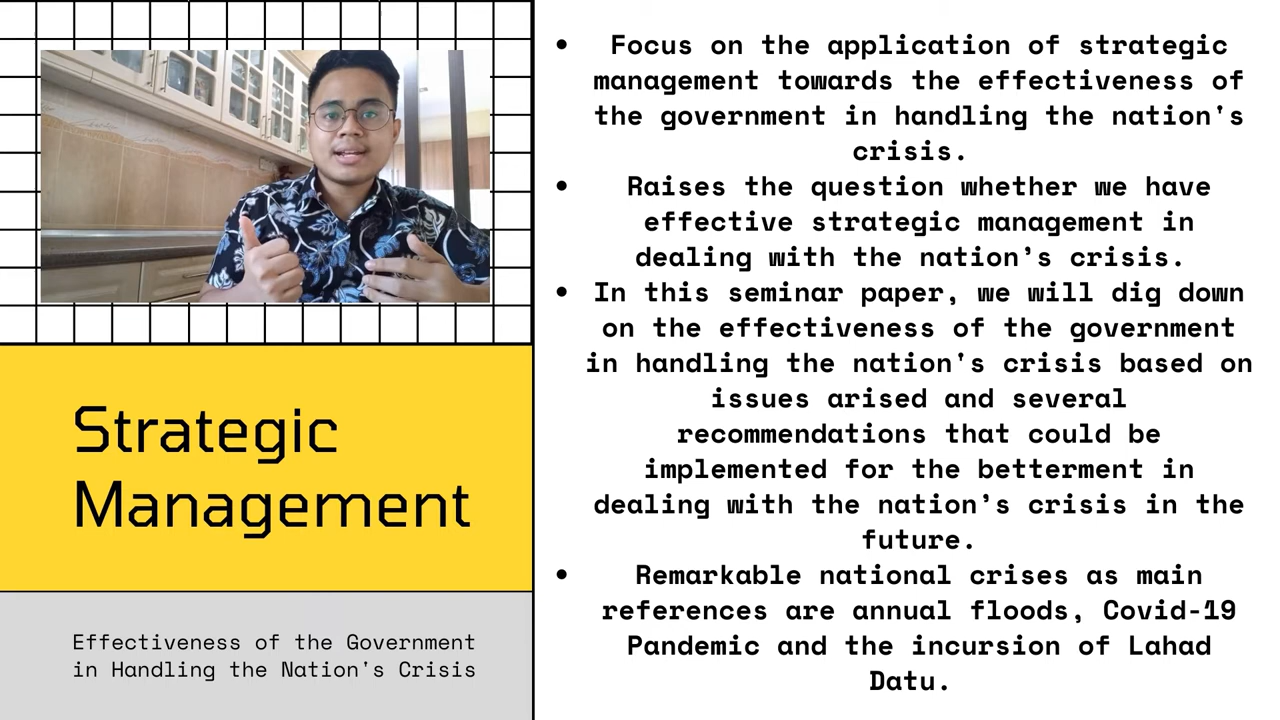 Strategic
Management
Effectiveness of the Government
in Handling the Nation's Crisis
• Focus on the application of strategic
management towards the effectiveness of
the government in handling the nation's
crisis.
• Raises the question whether we have
effective strategic management in
dealing with the nation’s crisis.
• In this seminar paper, we will dig down
on the effectiveness of the government
in handling the nation's crisis based on
issues arised and several
recommendations that could be
implemented for the betterment in
dealing with the nation’s crisis in the
future.
• Remarkable national crises as main
references are annual floods, Covid-19
Pandemic and the incursion of Lahad
Datu.